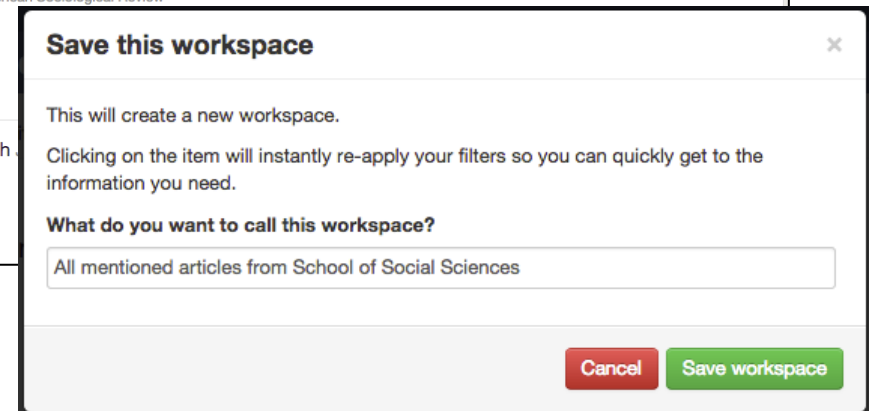 Sociological Review
Save this workspace
×
This will create a new workspace.
h
Clicking on the item will instantly re-apply your filters so you can quickly get to the
information you need.
What do you want to call this workspace?
All mentioned articles from School of Social Sciences
Cancel
Save workspace